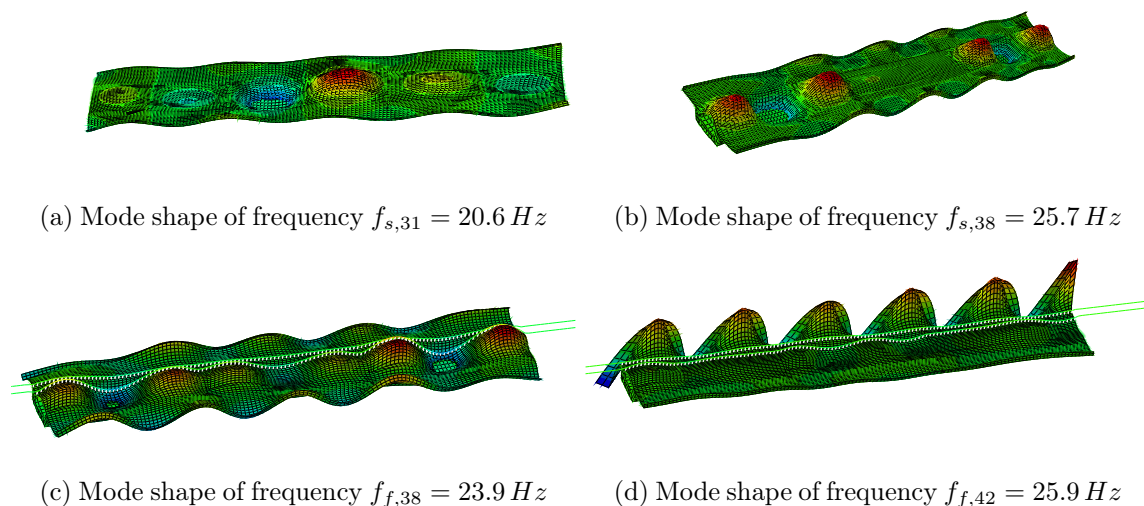 (a) Mode shape of frequency f_{s,31} = 20.6 Hz
(b) Mode shape of frequency f_{s,38} = 25.7 Hz
(c) Mode shape of frequency f_{f,38} = 23.9 Hz
(d) Mode shape of frequency f_{f,42} = 25.9 Hz